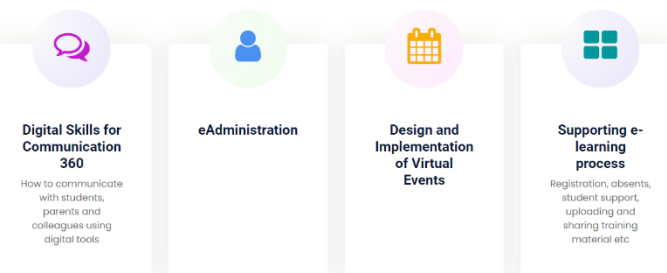 Digital Skills for
Communication
360
How to communicate
with students,
parents and
colleagues using
digital tools
eAdministration
Design and
Implementation
of Virtual
Events
Supporting e-
learning
process
Registration, absents,
student support,
uploading and
sharing training
material etc